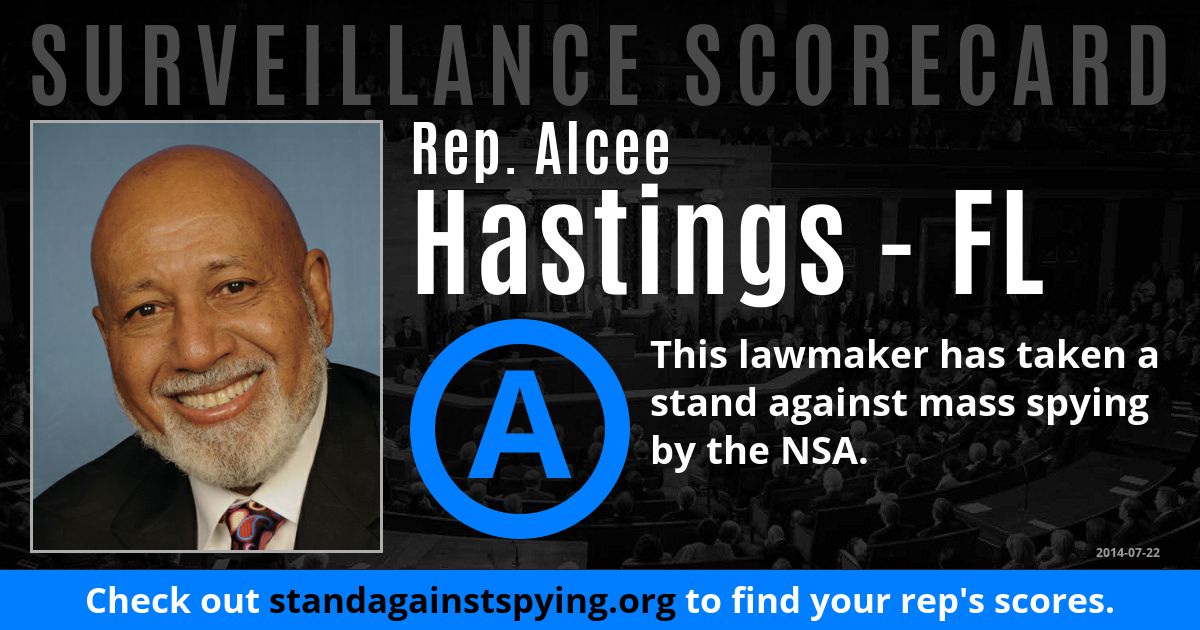 SURVEILLANCE SCORECARD
Rep. Alcee
Hastings - FL
A
This lawmaker has taken a
stand against mass spying
by the NSA.
2014-07-22
Check out standagainstspying.org to find your rep's scores.